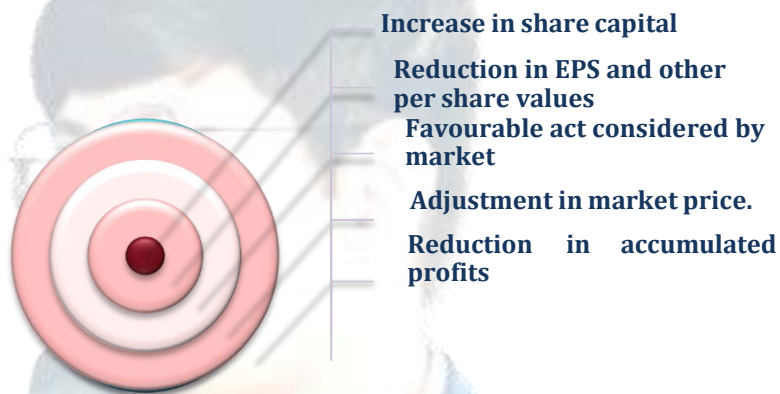 Increase in share capital
Reduction in EPS and other
per share values
Favourable act considered by
market
Adjustment in market price.
Reduction in accumulated
profits